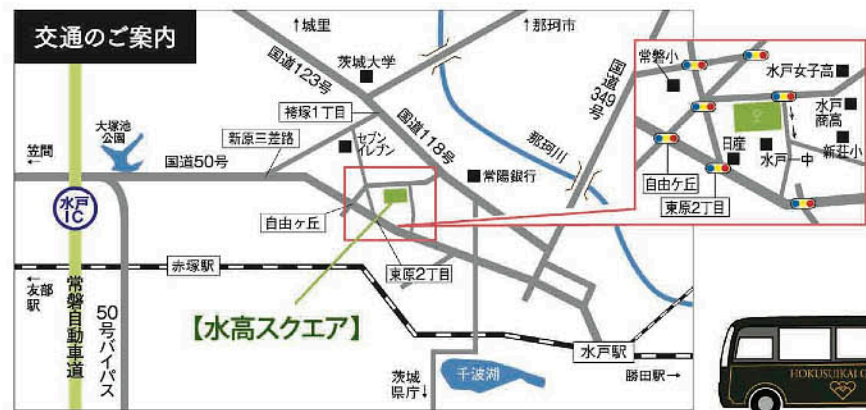 交通のご案内
↑城里
↑那珂市
国道123号
茨城大学
国道349号
袴塚1丁目
大塚池
公園
新原三差路
セブン
イレブン
国道118号
那珂川
←
笠間
国道50号
常陽銀行
水戸
IC
自由ケ丘
赤塚駅
東原2丁目
←
友部
駅
常磐自動車道
50号バイパス
【水高スクエア】
水戸駅
茨城
県庁↓
千波湖
勝田駅→
常磐小
水戸女子高
水戸
商高
日産
水戸一中
新荘小
自由ケ丘
東原2丁目
HOKUSUIKAI